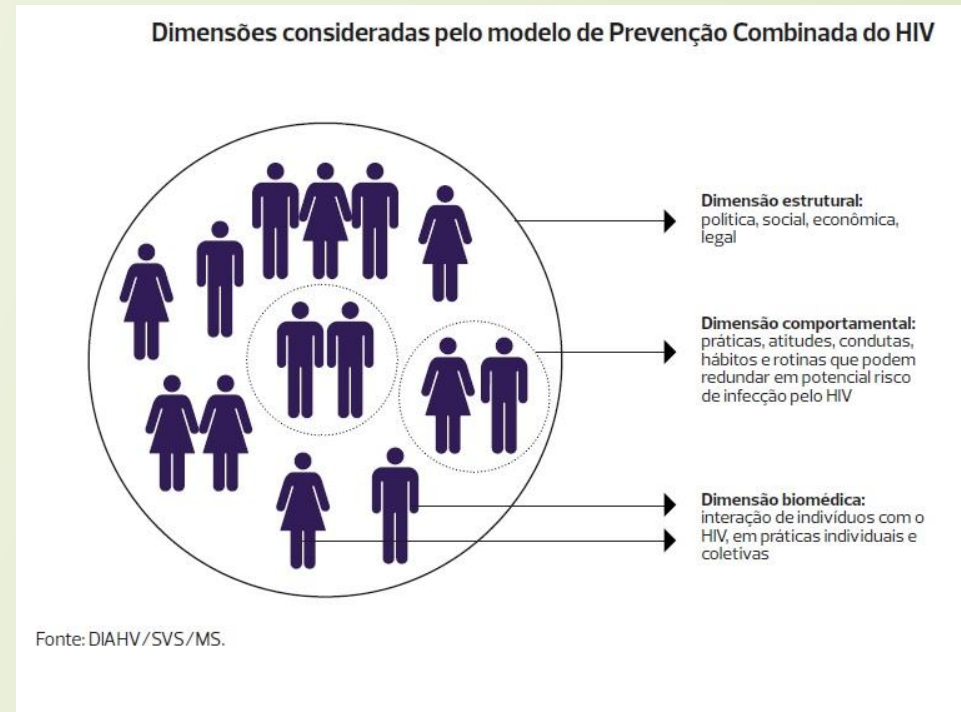 Dimensões consideradas pelo modelo de Prevenção Combinada do HIV
Dimensão estrutural:
política, social, econômica,
legal
Dimensão comportamental:
práticas, atitudes, condutas,
hábitos e rotinas que podem
redundar em potencial risco
de infecção pelo HIV
Dimensão biomédica:
interação de indivíduos com o
HIV, em práticas individuais e
coletivas
Fonte: DIAHV/SVS/MS.